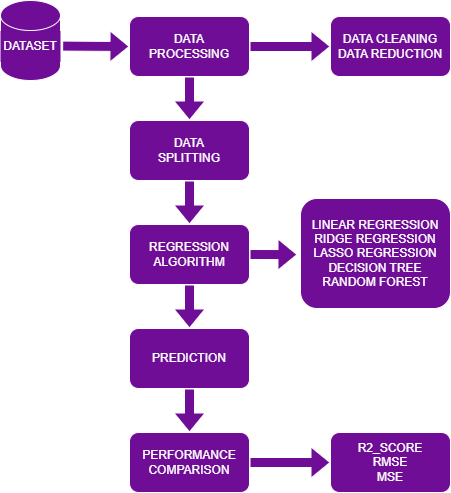 DATASET
DATA
PROCESSING
DATA CLEANING
DATA REDUCTION
DATA
SPLITTING
REGRESSION
ALGORITHM
LINEAR REGRESSION
RIDGE REGRESSION
LASSO REGRESSION
DECISION TREE
RANDOM FOREST
PREDICTION
PERFORMANCE
COMPARISON
R2_SCORE
RMSE
MSE